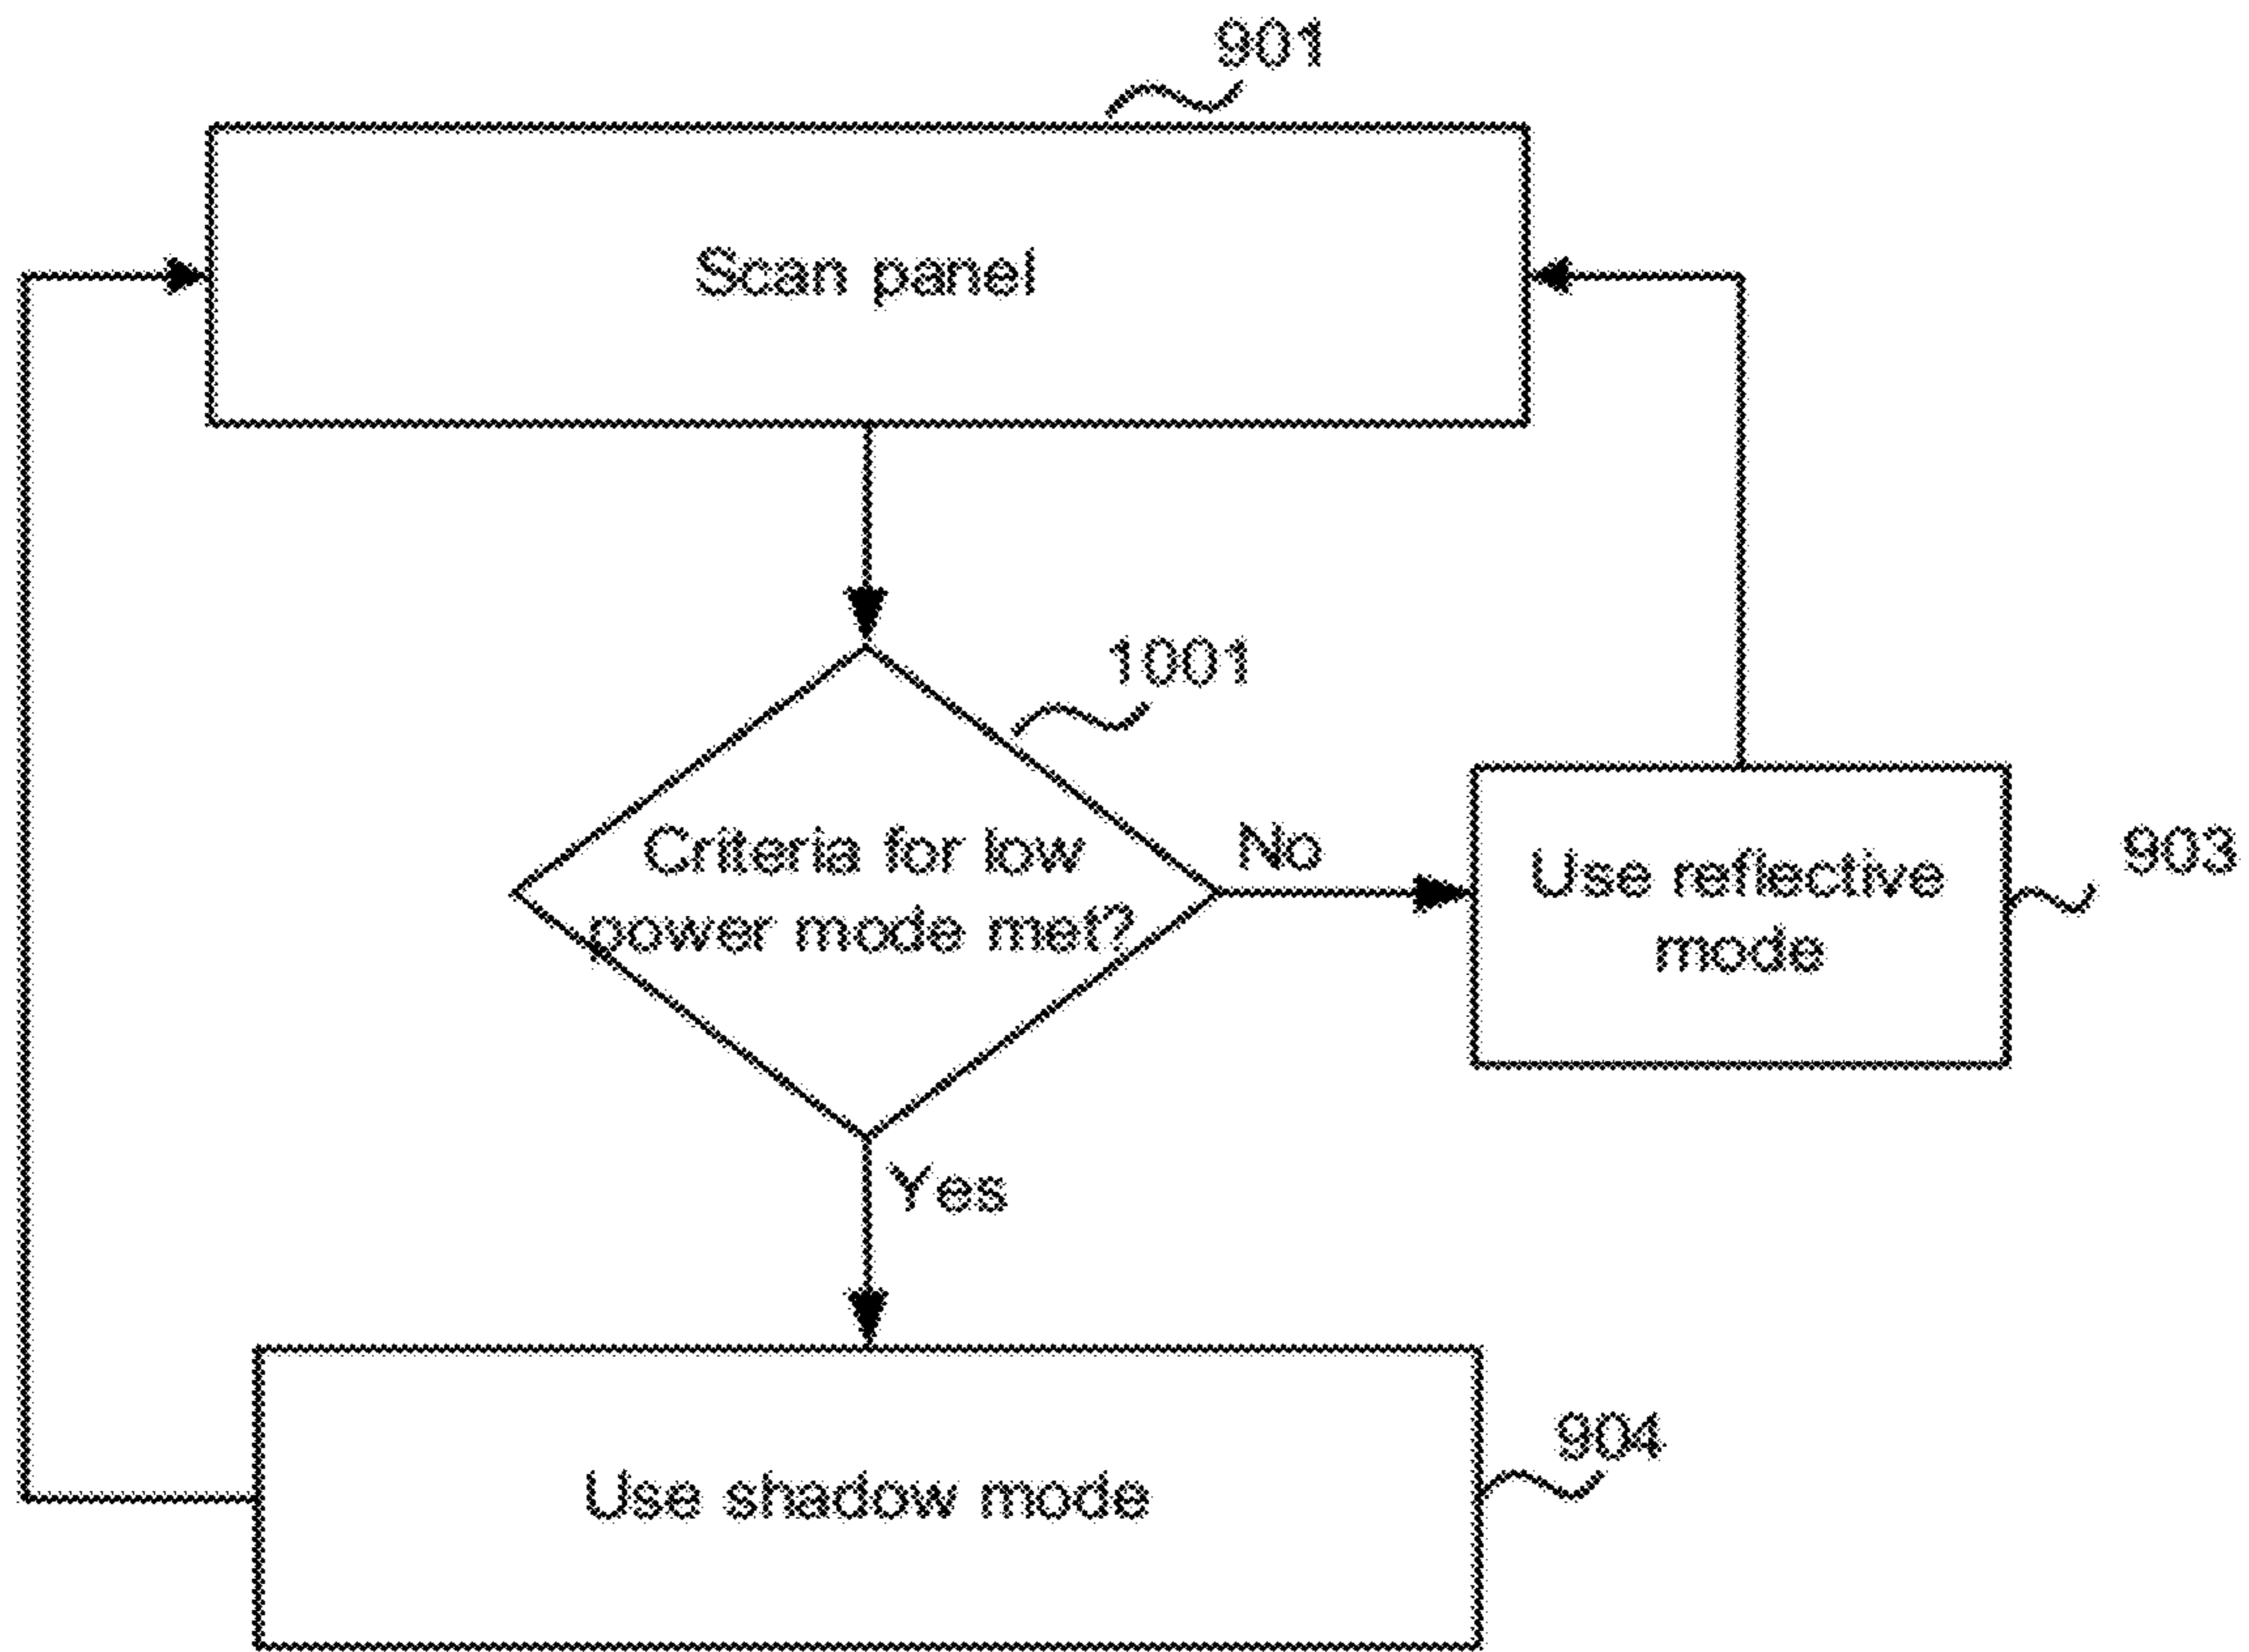 901
Scan panel
1001
Criteria for low
power mode met?
No
Use reflective
mode
903
Yes
904
Use shadow mode